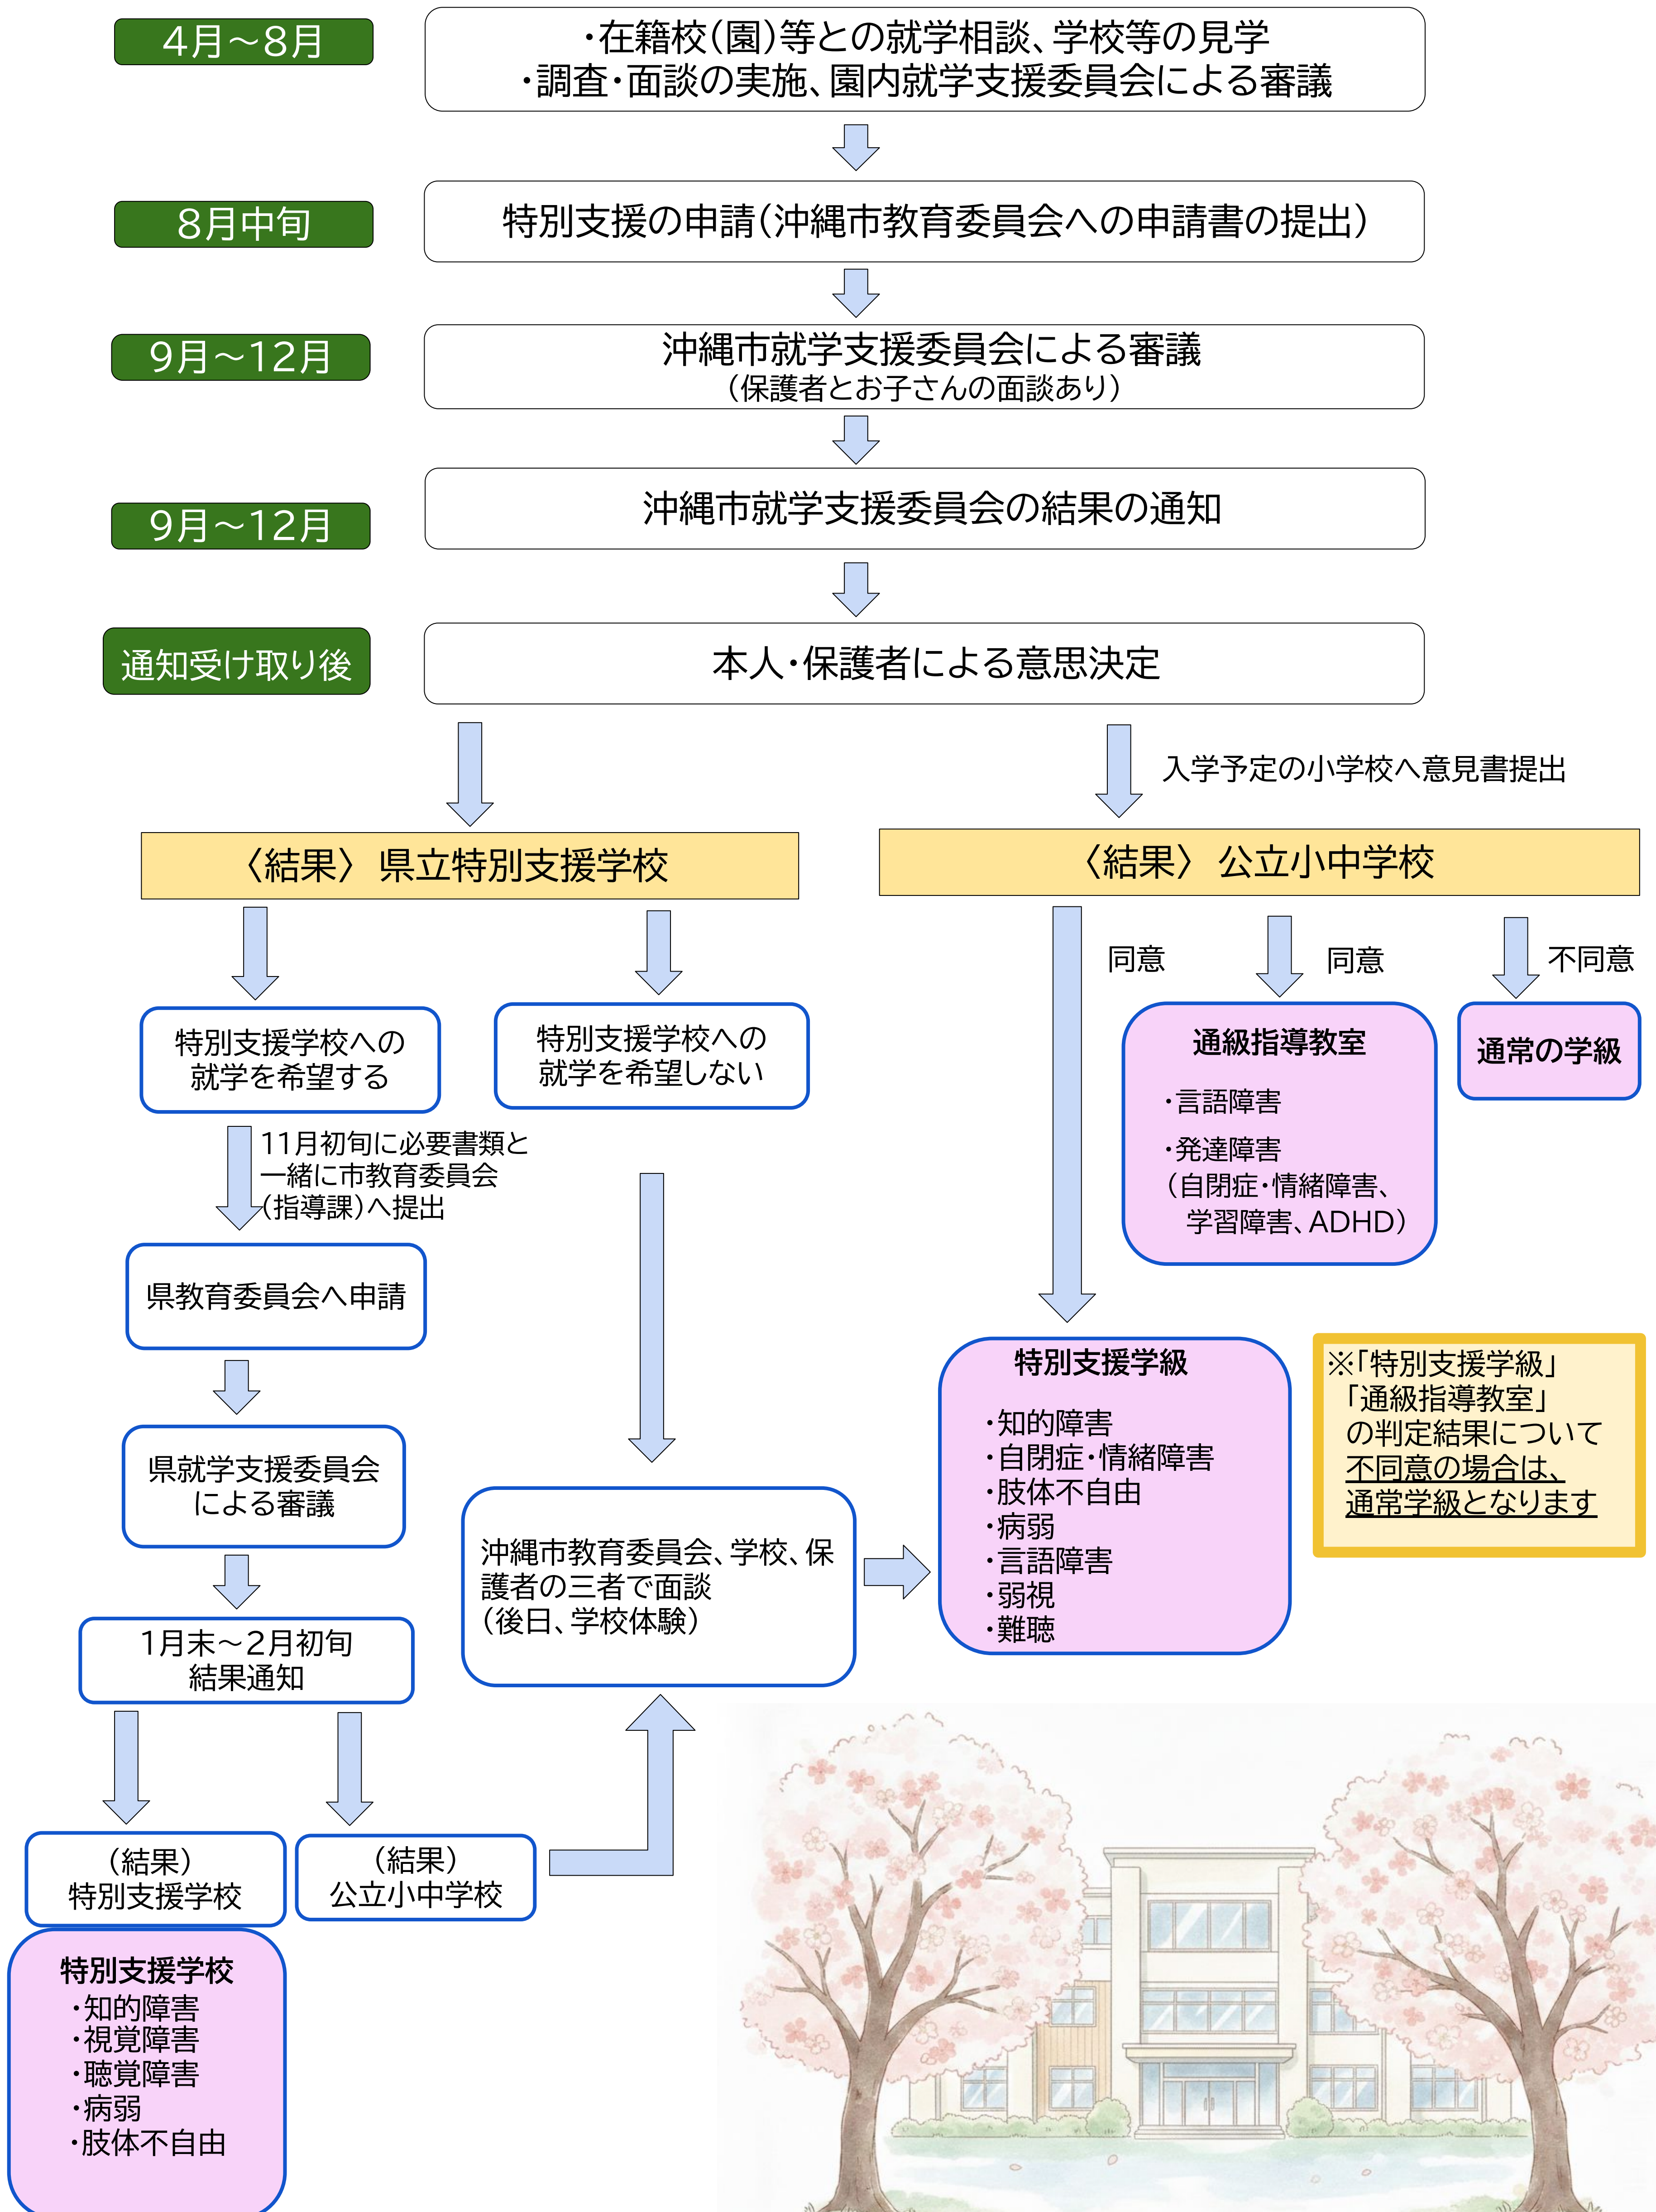 4月～8月
・在籍校（園）等との就学相談、学校等の見学
・調査・面談の実施、園内就学支援委員会による審議
8月中旬
特別支援の申請（沖縄市教育委員会への申請書の提出）
9月～12月
沖縄市就学支援委員会による審議
（保護者とお子さんの面談あり）
9月～12月
沖縄市就学支援委員会の結果の通知
通知受け取り後
本人・保護者による意思決定
入学予定の小学校へ意見書提出
〈結果〉 県立特別支援学校
〈結果〉 公立小中学校
同意
同意
不同意
特別支援学校への
就学を希望する
特別支援学校への
就学を希望しない
通級指導教室
・言語障害
・発達障害
（自閉症・情緒障害、
学習障害、ADHD）
通常の学級
11月初旬に必要書類と
一緒に市教育委員会
（指導課）へ提出
県教育委員会へ申請
県就学支援委員会
による審議
1月末～2月初旬
結果通知
沖縄市教育委員会、学校、保
護者の三者で面談
（後日、学校体験）
特別支援学級
・知的障害
・自閉症・情緒障害
・肢体不自由
・病弱
・言語障害
・弱視
・難聴
※「特別支援学級」
「通級指導教室」
の判定結果について
不同意の場合は、
通常学級となります
（結果）
特別支援学校
（結果）
公立小中学校
特別支援学校
・知的障害
・視覚障害
・聴覚障害
・病弱
・肢体不自由